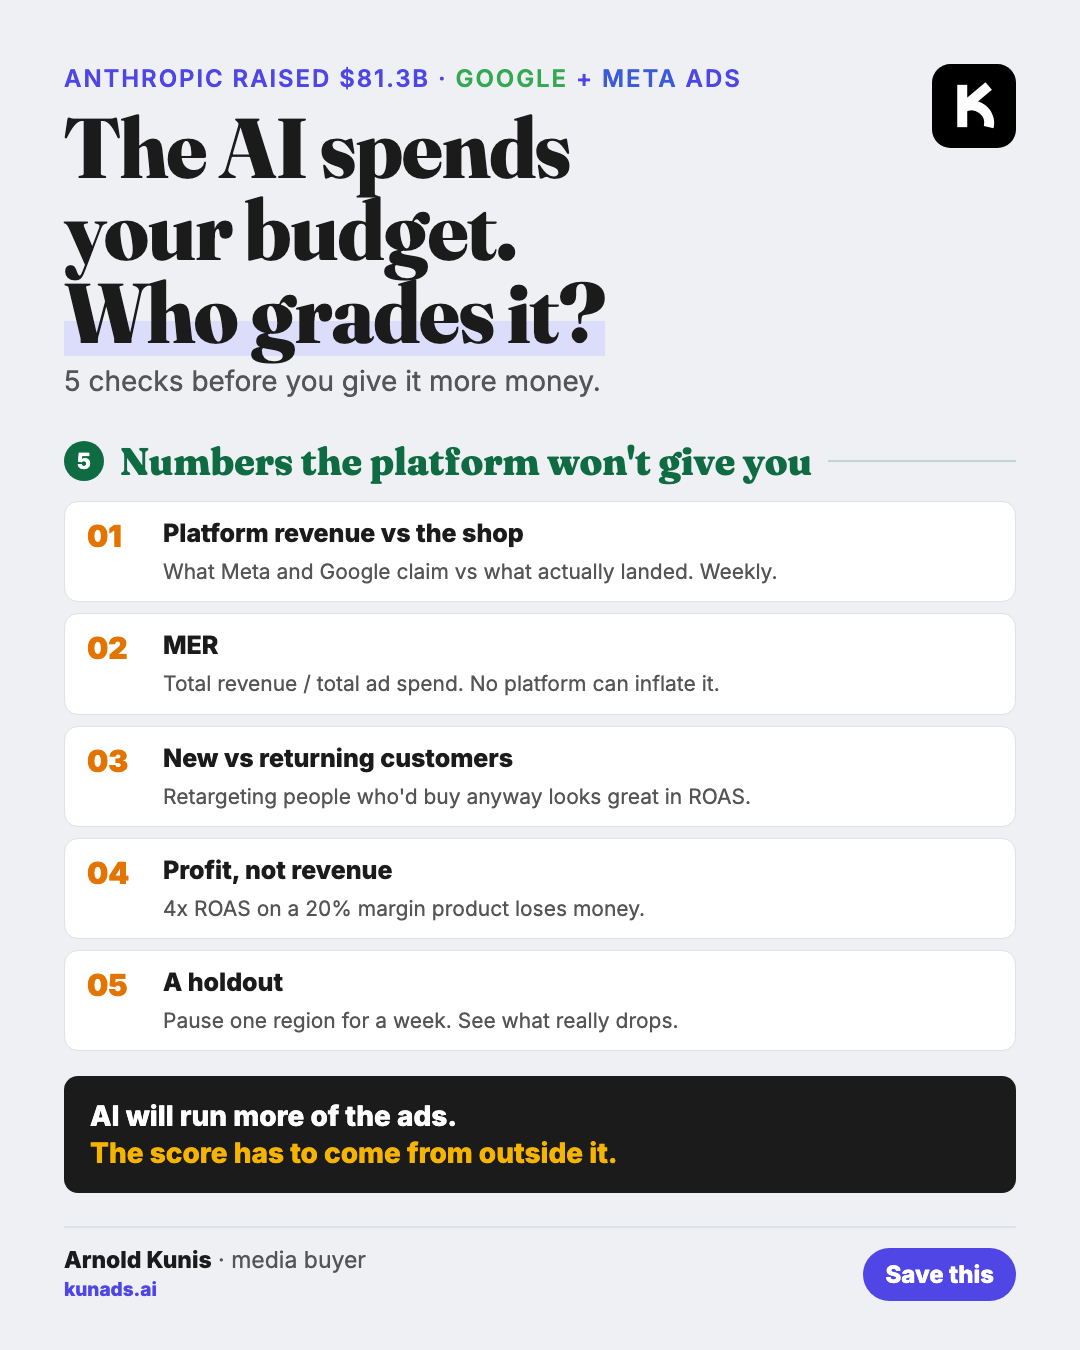 ANTHROPIC RAISED $81.3B · GOOGLE + META ADS
K
The AI spends
your budget.
Who grades it?
5 checks before you give it more money.
5 Numbers the platform won't give you
01 Platform revenue vs the shop
What Meta and Google claim vs what actually landed. Weekly.
02 MER
Total revenue / total ad spend. No platform can inflate it.
03 New vs returning customers
Retargeting people who'd buy anyway looks great in ROAS.
04 Profit, not revenue
4x ROAS on a 20% margin product loses money.
05 A holdout
Pause one region for a week. See what really drops.
AI will run more of the ads.
The score has to come from outside it.
Arnold Kunis · media buyer
kunads.ai
Save this